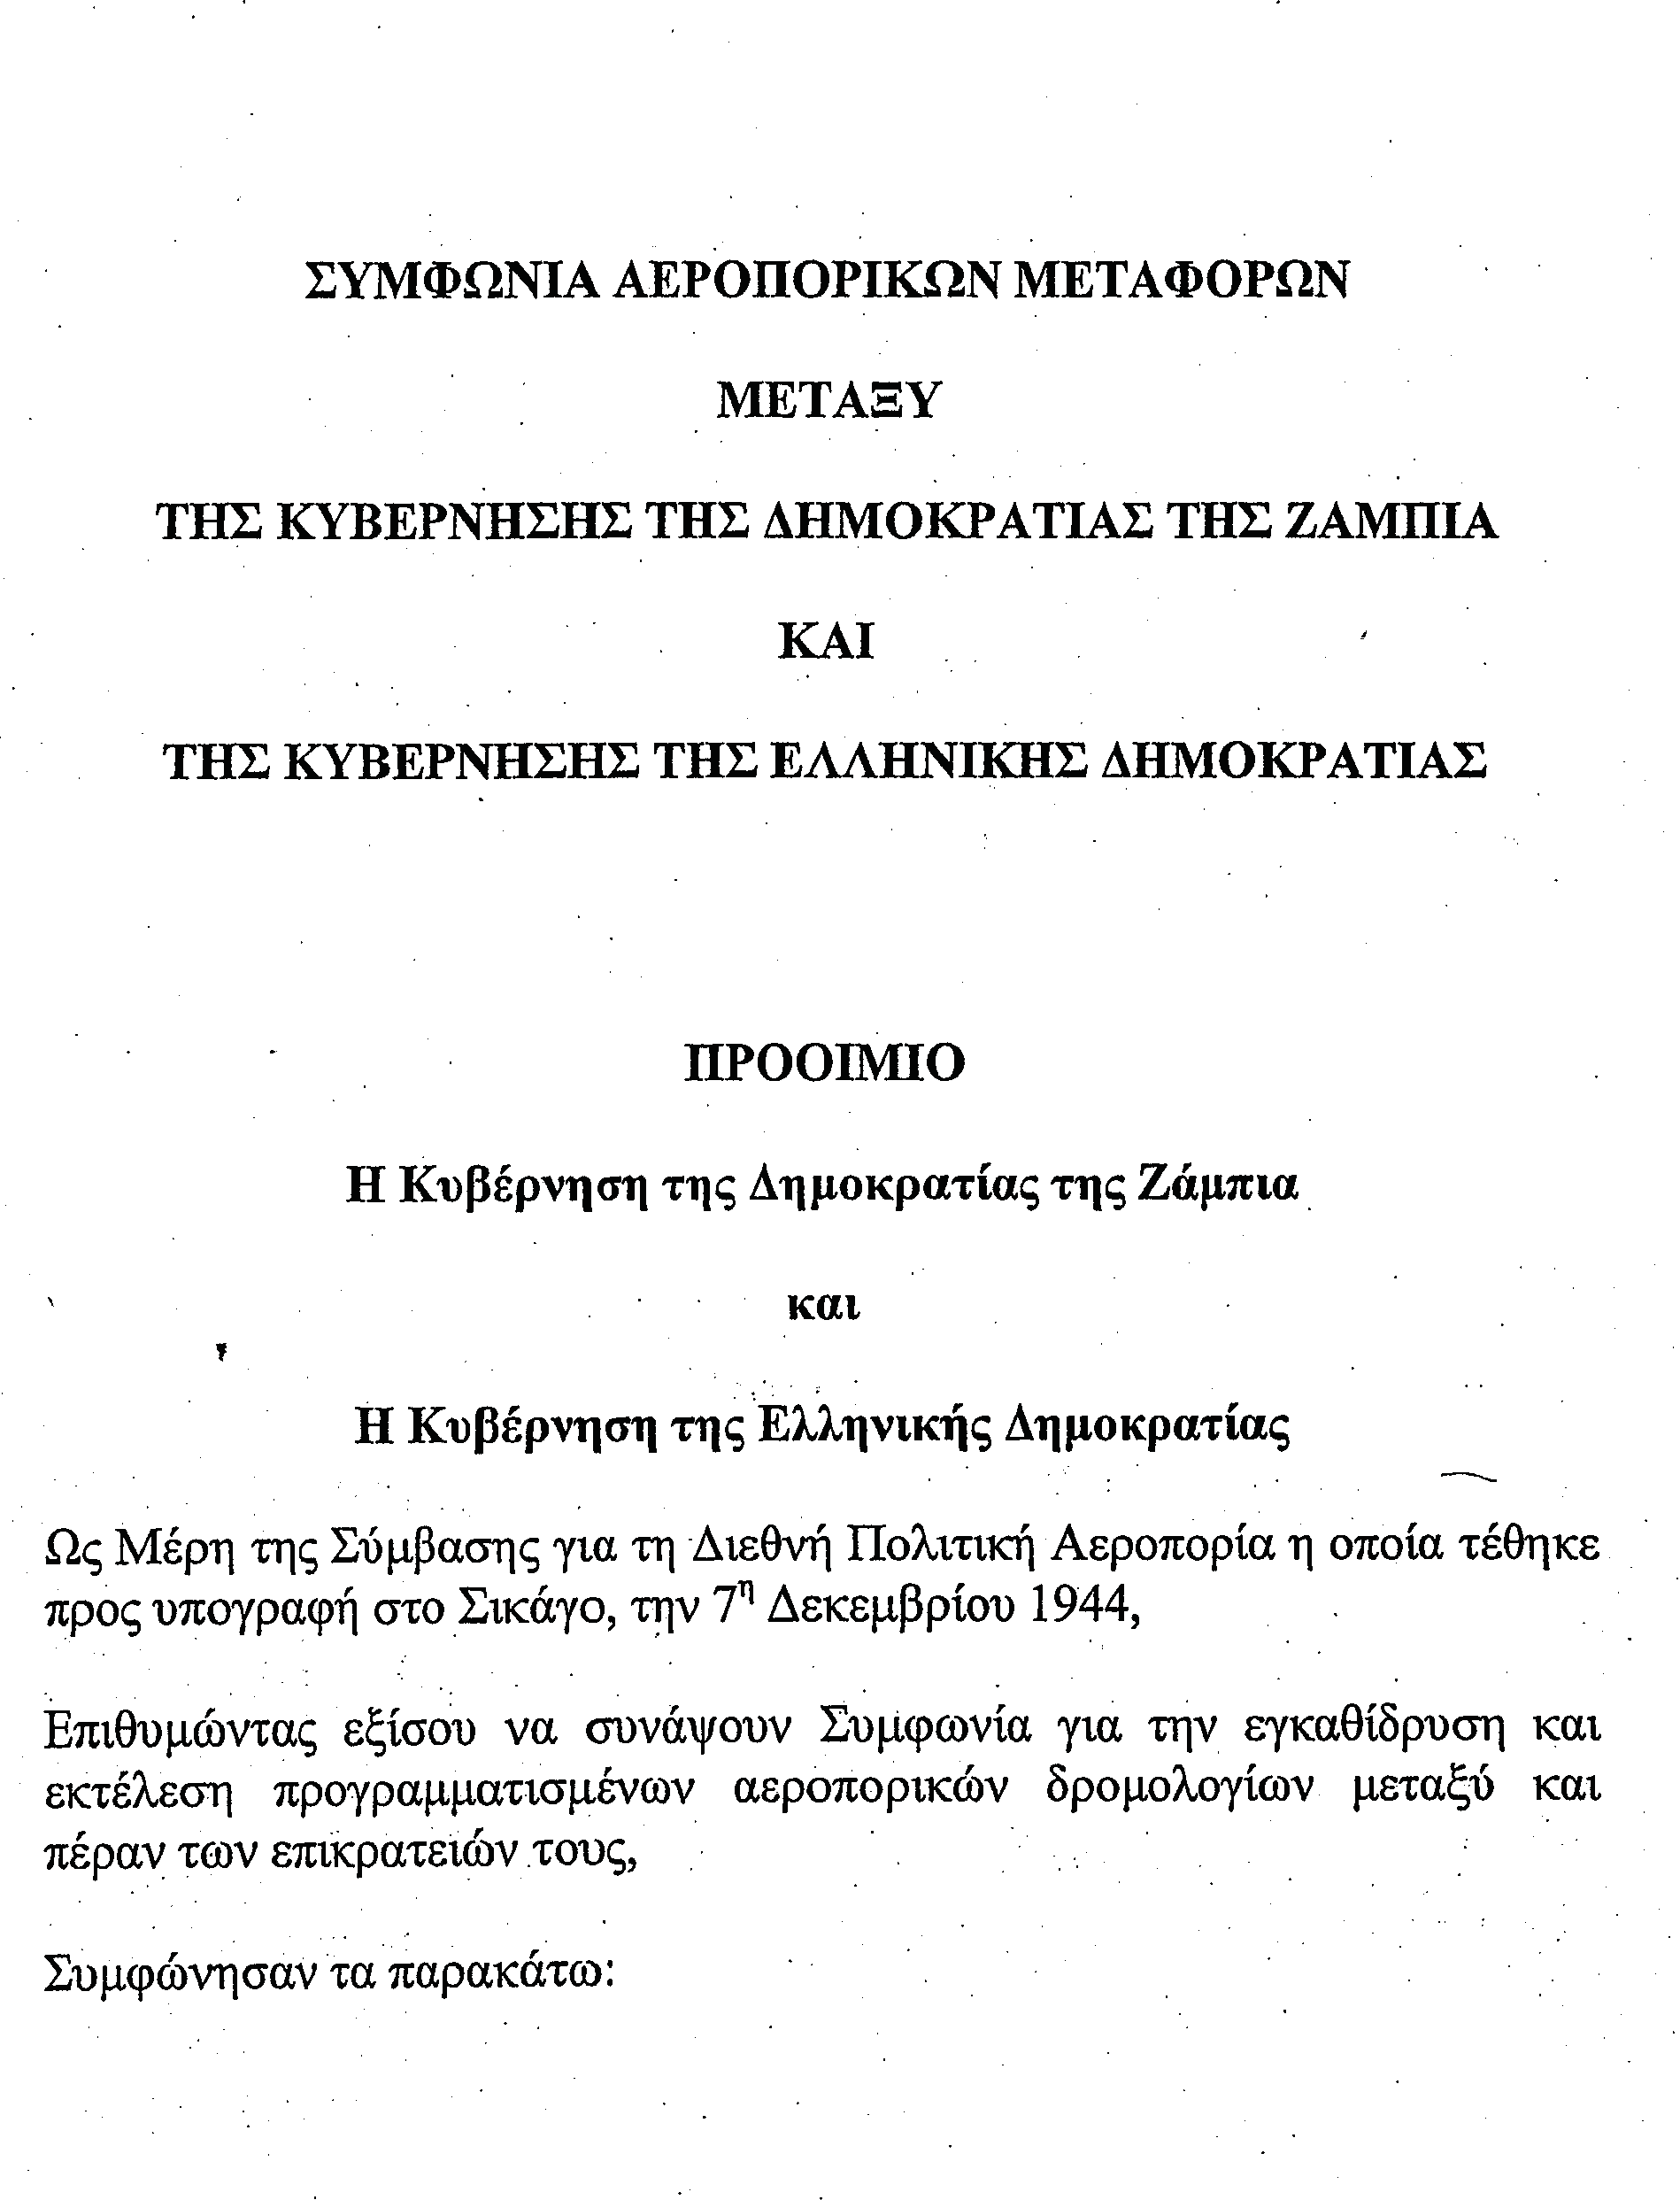 ΣΥΜΦΩΝΙΑ ΑΕΡΟΠΟΡΙΚΩΝ ΜΕΤΑΦΟΡΩΝ
ΜΕΤΑΞΥ
ΤΗΣ ΚΥΒΕΡΝΗΣΗΣ ΤΗΣ ΔΗΜΟΚΡΑΤΙΑΣ ΤΗΣ ΖΑΜΠΙΑ
ΚΑΙ
ΤΗΣ ΚΥΒΕΡΝΗΣΗΣ ΤΗΣ ΕΛΛΗΝΙΚΗΣ ΔΗΜΟΚΡΑΤΙΑΣ
ΠΡΟΟΙΜΙΟ
Η Κυβέρνηση της Δημοκρατίας της Ζάμπια
και
Η Κυβέρνηση της Ελληνικής Δημοκρατίας
Ως Μέρη της Σύμβασης για τη Διεθνή Πολιτική Αεροπορία η οποία τέθηκε
προς υπογραφή στο Σικάγο, την 7η Δεκεμβρίου 1944,
Επιθυμώντας εξίσου να συνάψουν Συμφωνία για την εγκαθίδρυση και
εκτέλεση προγραμματισμένων αεροπορικών δρομολογίων μεταξύ και
πέραν των επικρατειών τους,
Συμφώνησαν τα παρακάτω: